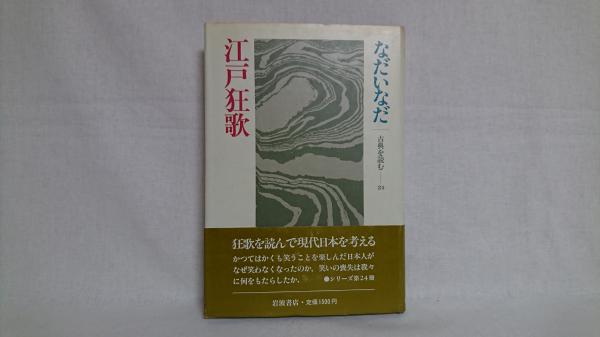 江戸狂歌
なだいなだ
古典を読む——24
狂歌を読んで現代日本を考える
かつてはかくも笑うことを楽しんだ日本人が
なぜ笑わなくなったのか，笑いの喪失は我々
に何をもたらしたか．　●シリーズ第24冊
岩波書店・定価1500円